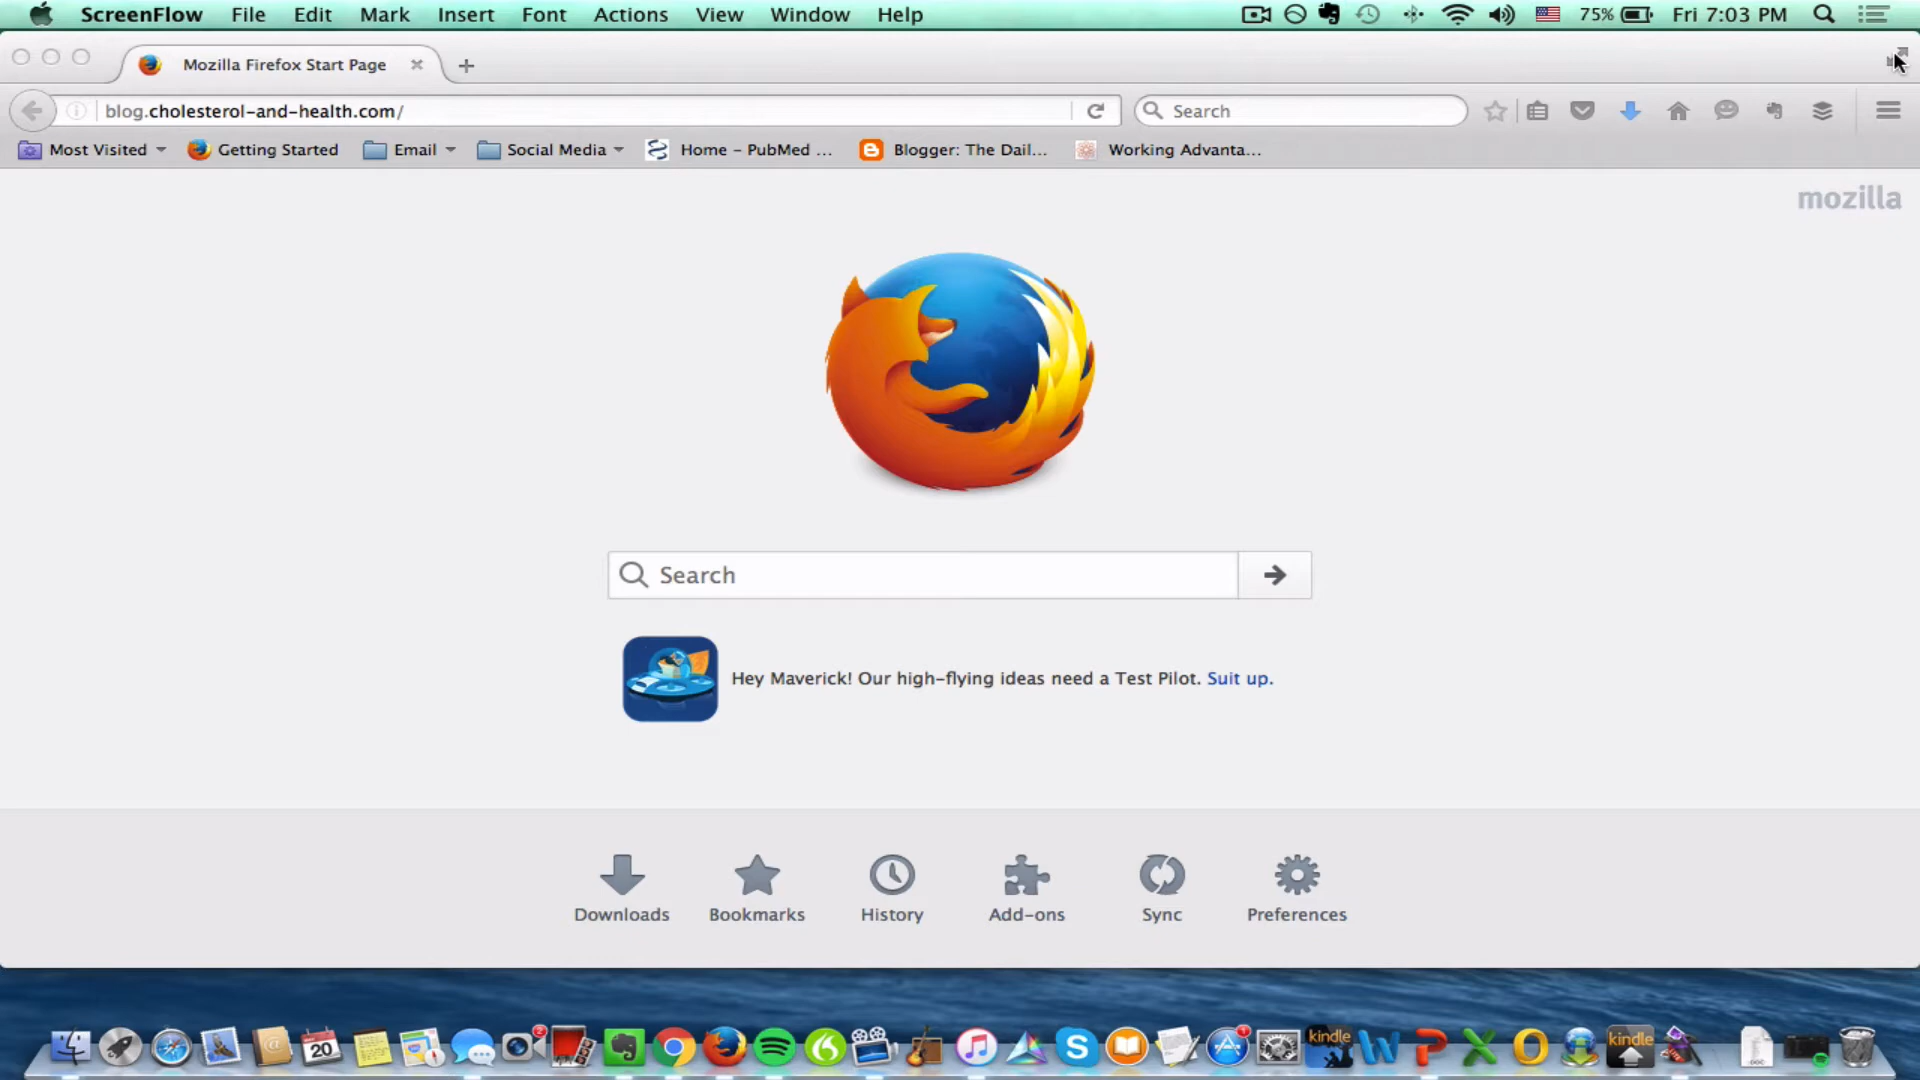 ScreenFlow File Edit Mark Insert Font Actions View Window Help 75% Fri 7:03 PM
Mozilla Firefox Start Page
blog.cholesterol-and-health.com/ Search
Most Visited Getting Started Email Social Media Home - PubMed ... Blogger: The Dail... Working Advanta...
mozilla
Search
Hey Maverick! Our high-flying ideas need a Test Pilot. Suit up.
Downloads Bookmarks History Add-ons Sync Preferences
20 2 1 kindle kindle